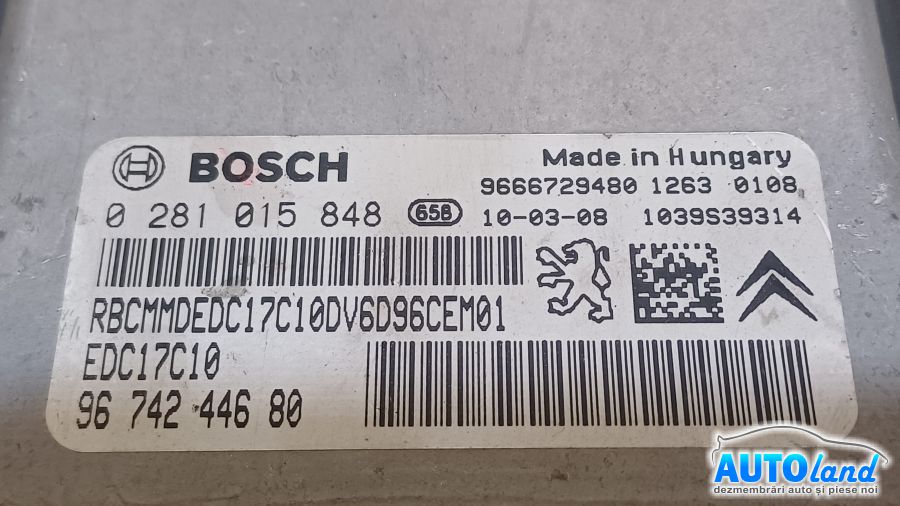 BOSCH
Made in Hungary
9666729480 1263 0108
0 281 015 848 658
10-03-08 1039S39314
RBCMMDEDC17C10DV6D96CEM01
EDC17C10
96 742 446 80
AUTOland
dezmembrări auto și piese noi